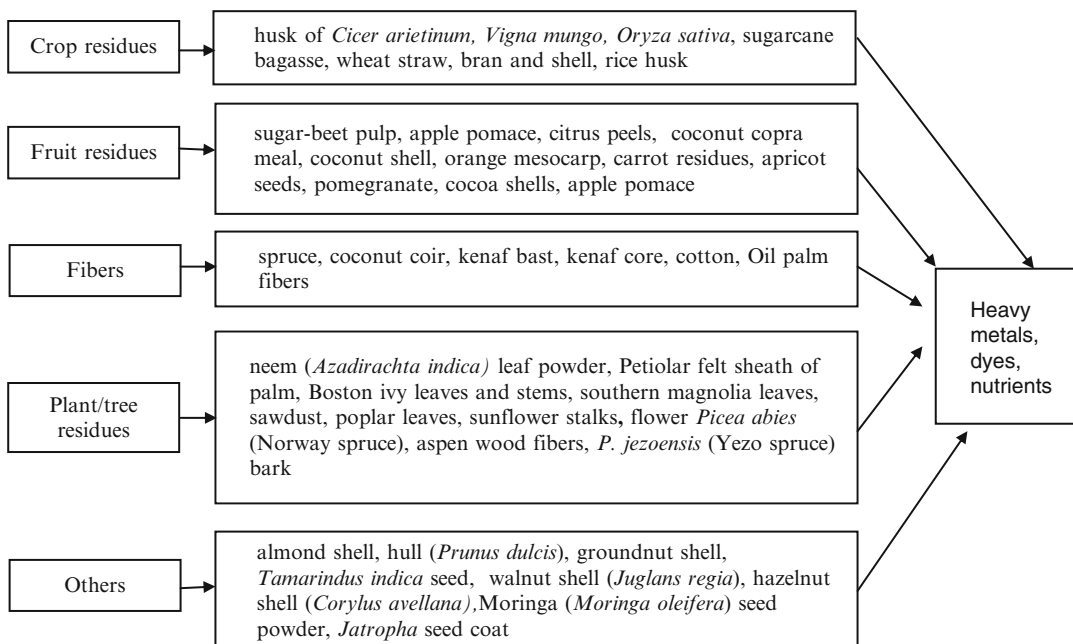 Crop residues
husk of Cicer arietinum, Vigna mungo, Oryza sativa, sugarcane
bagasse, wheat straw, bran and shell, rice husk
Fruit residues
sugar-beet pulp, apple pomace, citrus peels, coconut copra
meal, coconut shell, orange mesocarp, carrot residues, apricot
seeds, pomegranate, cocoa shells, apple pomace
Fibers
spruce, coconut coir, kenaf bast, kenaf core, cotton, Oil palm
fibers
Plant/tree
residues
neem (Azadirachta indica) leaf powder, Petiolar felt sheath of
palm, Boston ivy leaves and stems, southern magnolia leaves,
sawdust, poplar leaves, sunflower stalks, flower Picea abies
(Norway spruce), aspen wood fibers, P. jezoensis (Yezo spruce)
bark
Others
almond shell, hull (Prunus dulcis), groundnut shell,
Tamarindus indica seed, walnut shell (Juglans regia), hazelnut
shell (Corylus avellana),Moringa (Moringa oleifera) seed
powder, Jatropha seed coat
Heavy
metals,
dyes,
nutrients